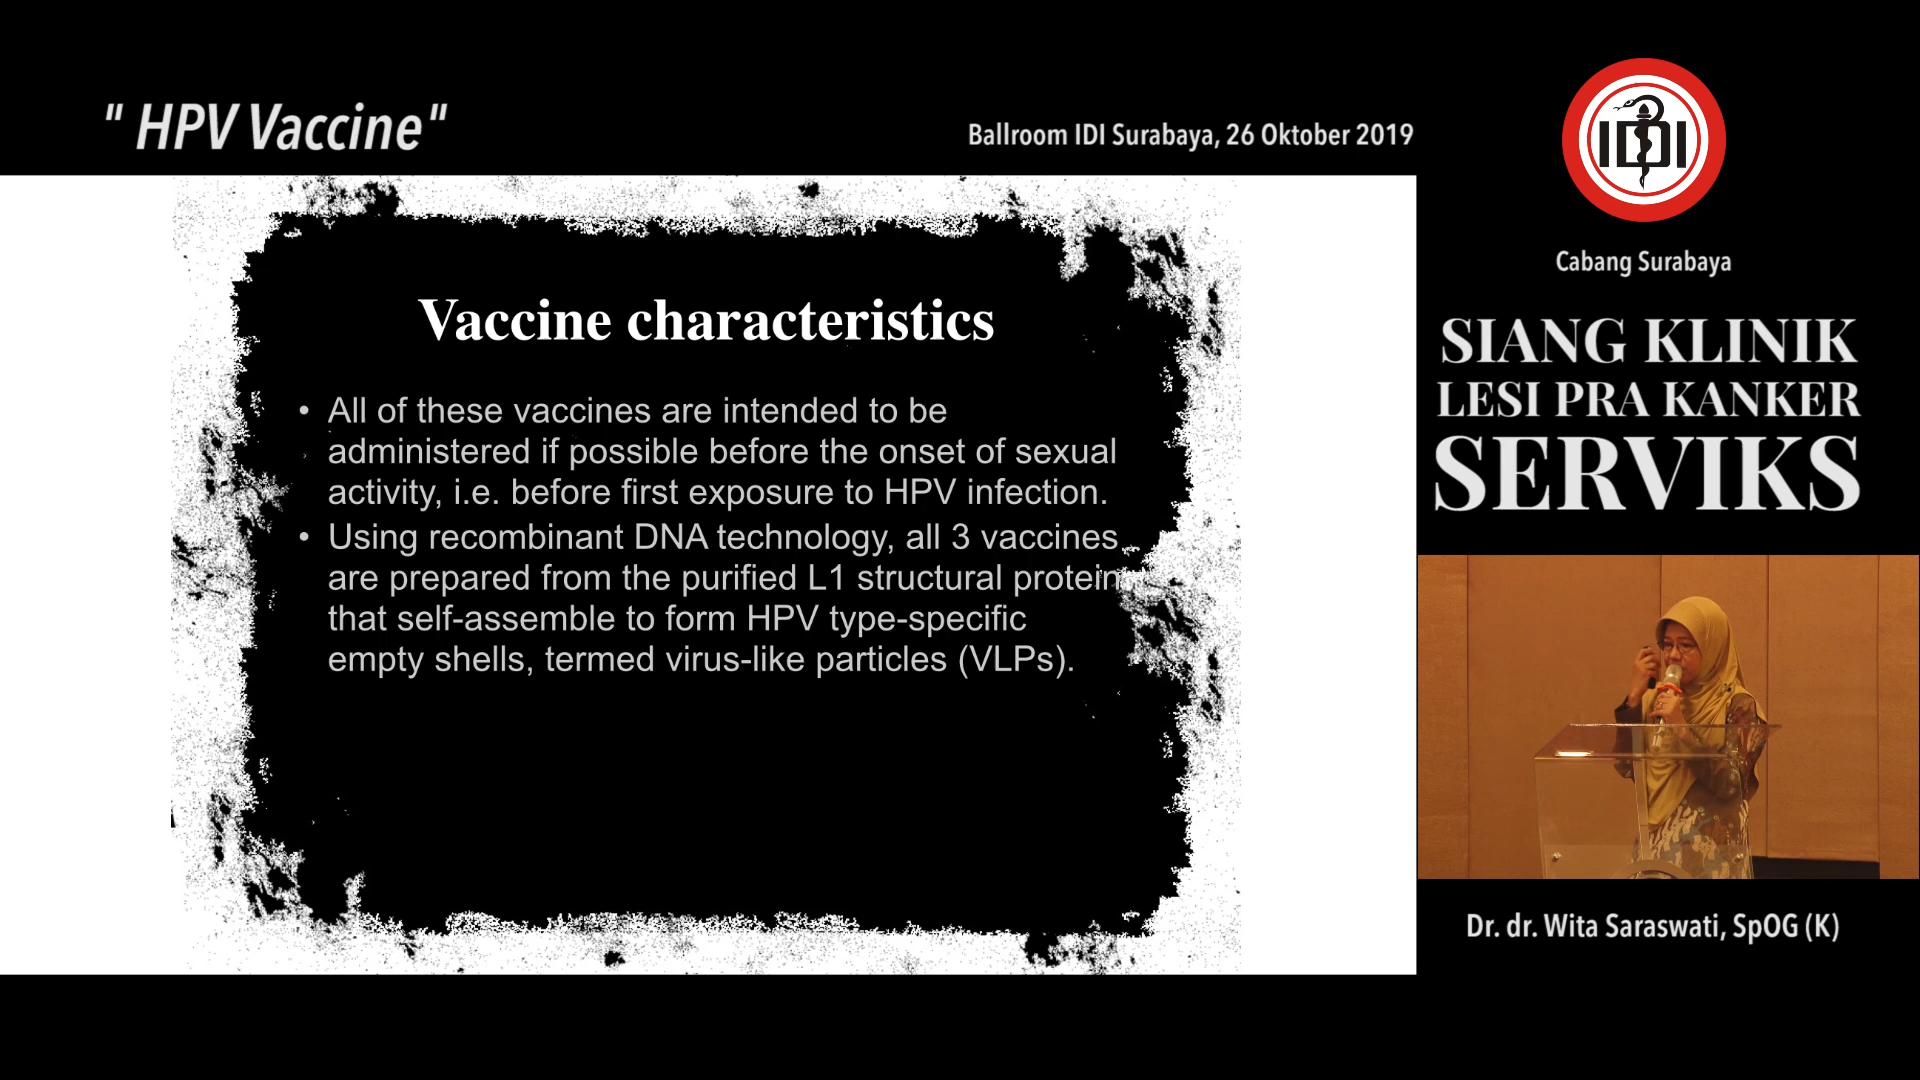 " HPV Vaccine"
Ballroom IDI Surabaya, 26 Oktober 2019
IDI
Cabang Surabaya
SIANG KLINIK
LESI PRA KANKER
SERVIKS
Vaccine characteristics
• All of these vaccines are intended to be
administered if possible before the onset of sexual
activity, i.e. before first exposure to HPV infection.
• Using recombinant DNA technology, all 3 vaccines
are prepared from the purified L1 structural protein
that self-assemble to form HPV type-specific
empty shells, termed virus-like particles (VLPs).
Dr. dr. Wita Saraswati, SpOG (K)